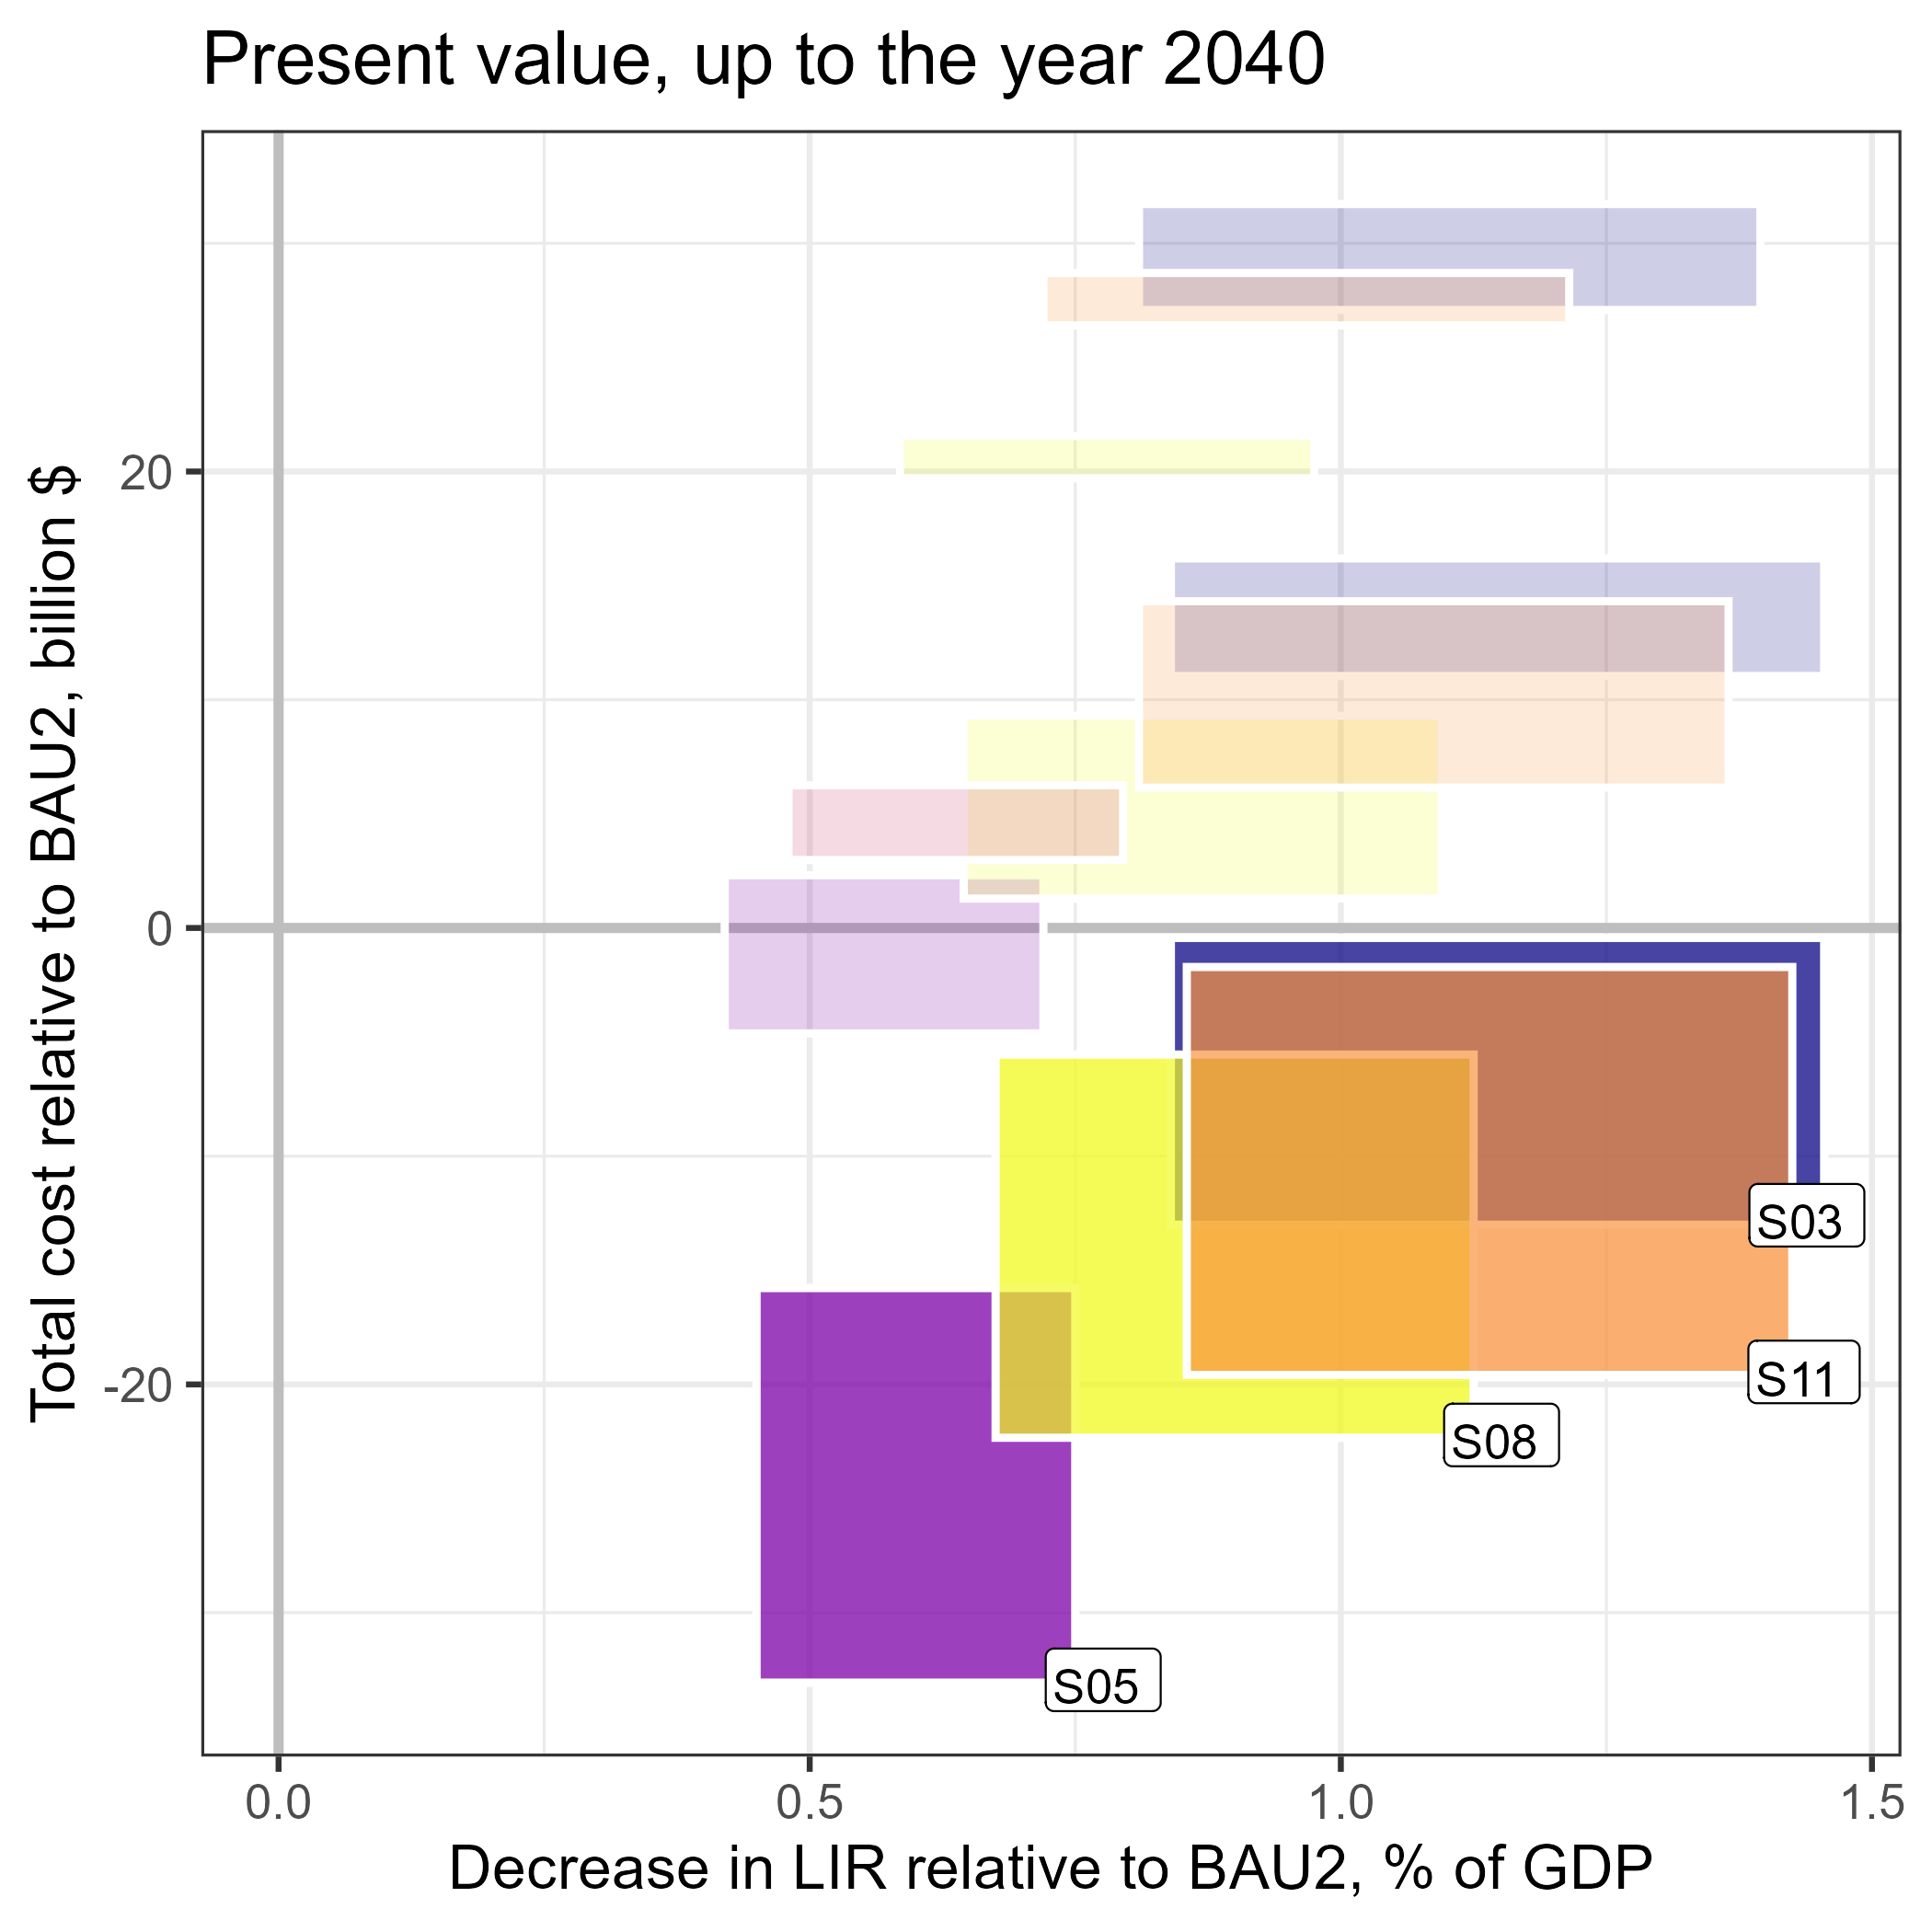 Present value, up to the year 2040
Total cost relative to BAU2, billion $
20
0
-20
S03
S11
S08
S05
0.0
0.5
1.0
1.5
Decrease in LIR relative to BAU2, % of GDP